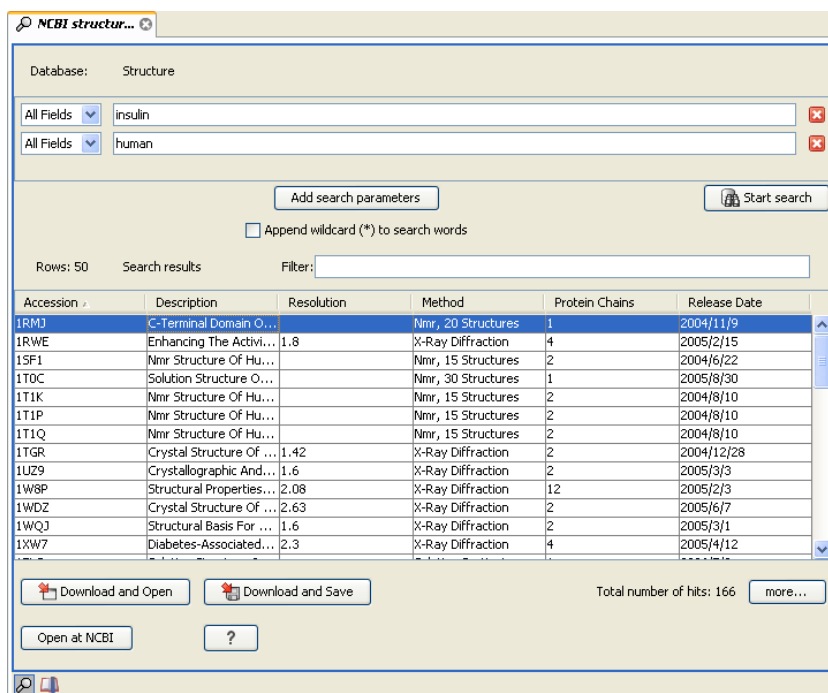 NCBI structur...
Database: Structure
All Fields insulin
All Fields human
Add search parameters Start search
Append wildcard (*) to search words
Rows: 50 Search results Filter:
Accession Description Resolution Method Protein Chains Release Date
1RMJ C-Terminal Domain O... Nmr, 20 Structures 1 2004/11/9
1RWE Enhancing The Activi... 1.8 X-Ray Diffraction 4 2005/2/15
1SF1 Nmr Structure Of Hu... Nmr, 15 Structures 2 2004/6/22
1T0C Solution Structure O... Nmr, 30 Structures 1 2005/8/30
1T1K Nmr Structure Of Hu... Nmr, 15 Structures 2 2004/8/10
1T1P Nmr Structure Of Hu... Nmr, 15 Structures 2 2004/8/10
1T1Q Nmr Structure Of Hu... Nmr, 15 Structures 2 2004/8/10
1TGR Crystal Structure Of ... 1.42 X-Ray Diffraction 2 2004/12/28
1UZ9 Crystallographic And... 1.6 X-Ray Diffraction 2 2005/3/3
1W8P Structural Properties... 2.08 X-Ray Diffraction 12 2005/2/3
1WDZ Crystal Structure Of ... 2.63 X-Ray Diffraction 2 2005/6/7
1WQJ Structural Basis For ... 1.6 X-Ray Diffraction 2 2005/3/1
1XW7 Diabetes-Associated... 2.3 X-Ray Diffraction 4 2005/4/12
Download and Open Download and Save Total number of hits: 166 more...
Open at NCBI ?